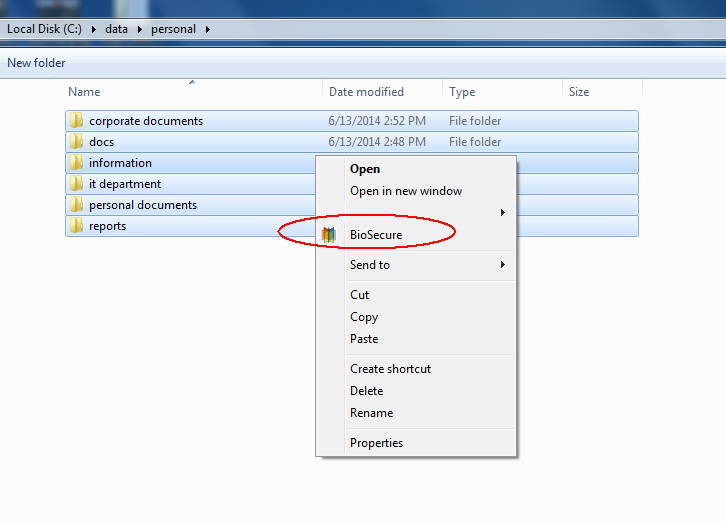 Local Disk (C:) data personal
New folder
Name Date modified Type Size
corporate documents 6/13/2014 2:52 PM File folder
docs 6/13/2014 2:48 PM File folder
information
it department
personal documents
reports
Open
Open in new window
BioSecure
Send to
Cut
Copy
Paste
Create shortcut
Delete
Rename
Properties